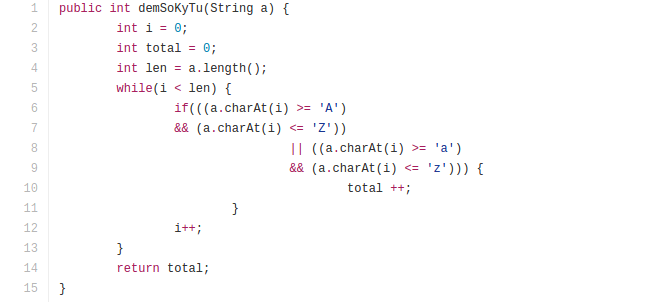 1 public int demSoKyTu(String a) {
2 int i = 0;
3 int total = 0;
4 int len = a.length();
5 while(i < len) {
6 if(((a.charAt(i) >= 'A')
7 && (a.charAt(i) <= 'Z'))
8 || ((a.charAt(i) >= 'a')
9 && (a.charAt(i) <= 'z'))) {
10 total ++;
11 }
12 i++;
13 }
14 return total;
15 }